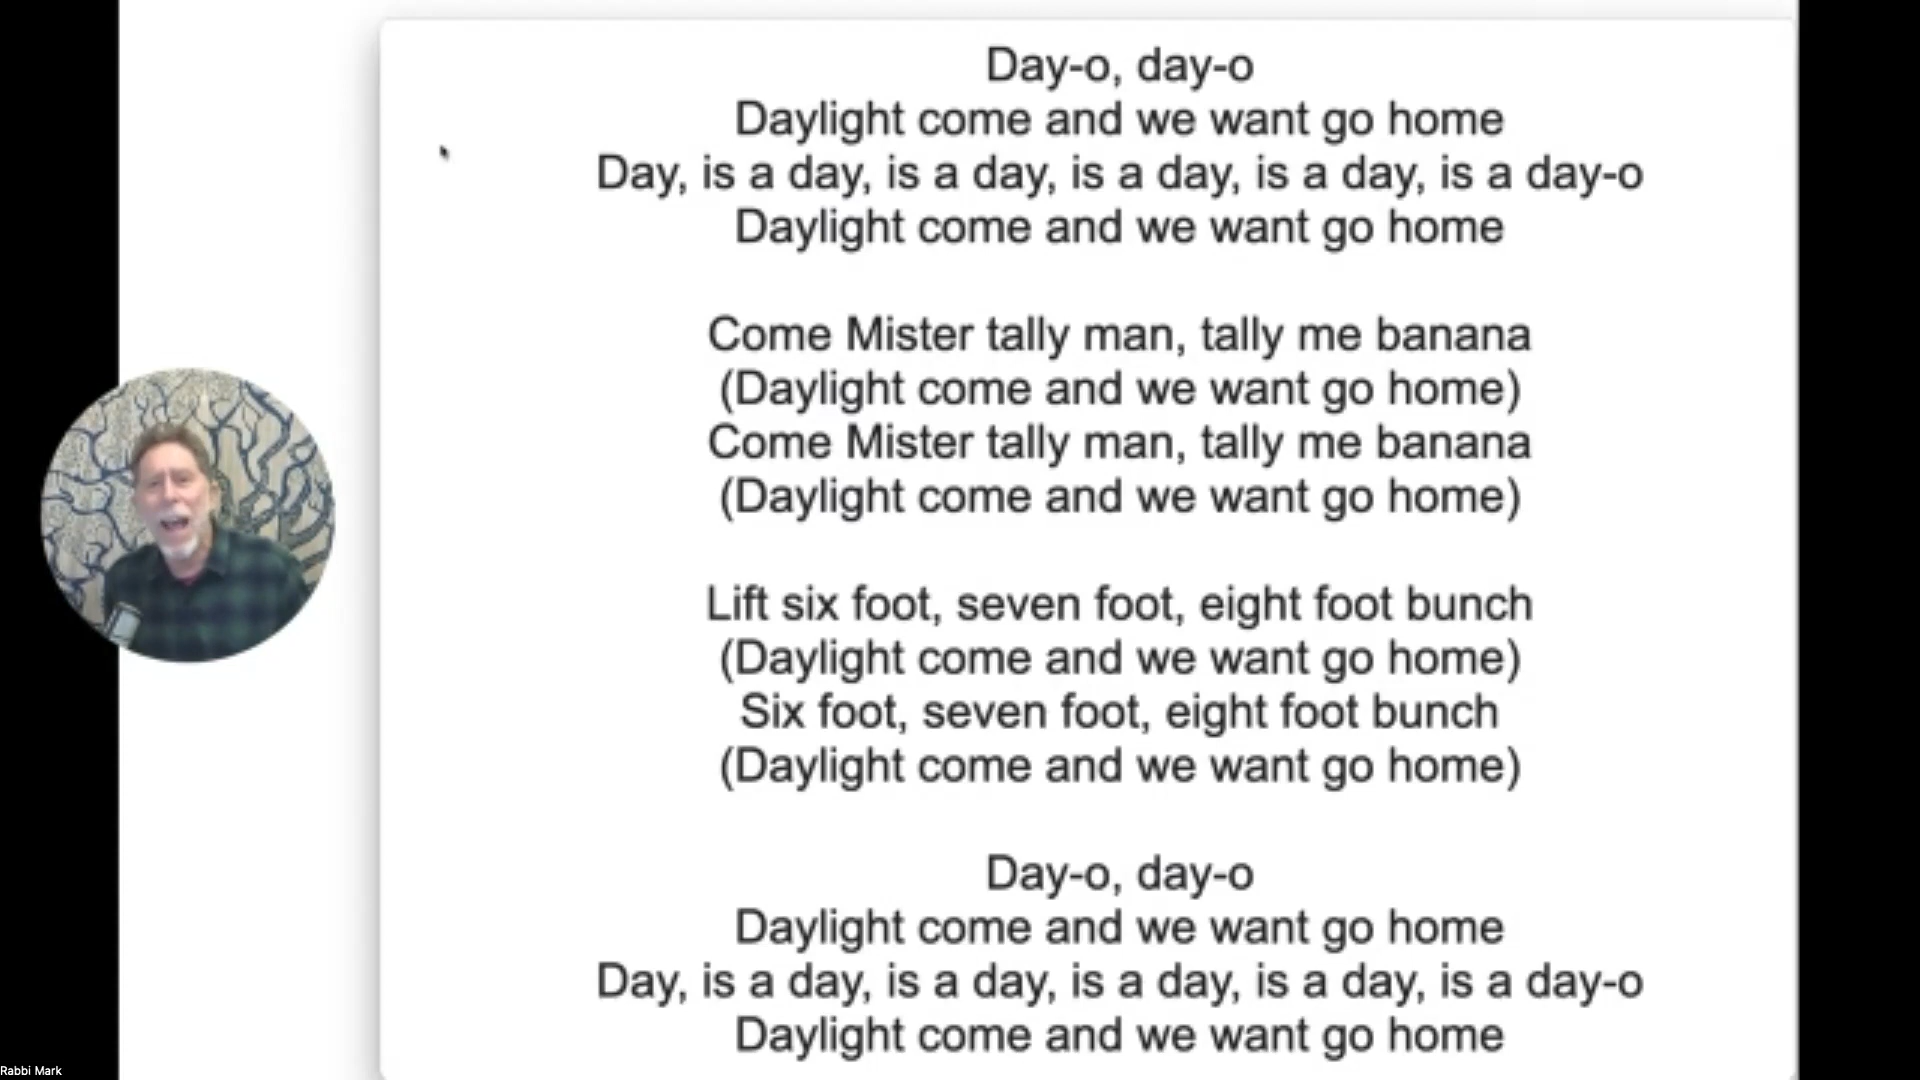 Day-o, day-o
Daylight come and we want go home
Day, is a day, is a day, is a day, is a day, is a day-o
Daylight come and we want go home
Come Mister tally man, tally me banana
(Daylight come and we want go home)
Come Mister tally man, tally me banana
(Daylight come and we want go home)
Lift six foot, seven foot, eight foot bunch
(Daylight come and we want go home)
Six foot, seven foot, eight foot bunch
(Daylight come and we want go home)
Day-o, day-o
Daylight come and we want go home
Day, is a day, is a day, is a day, is a day, is a day-o
Daylight come and we want go home
Rabbi Mark